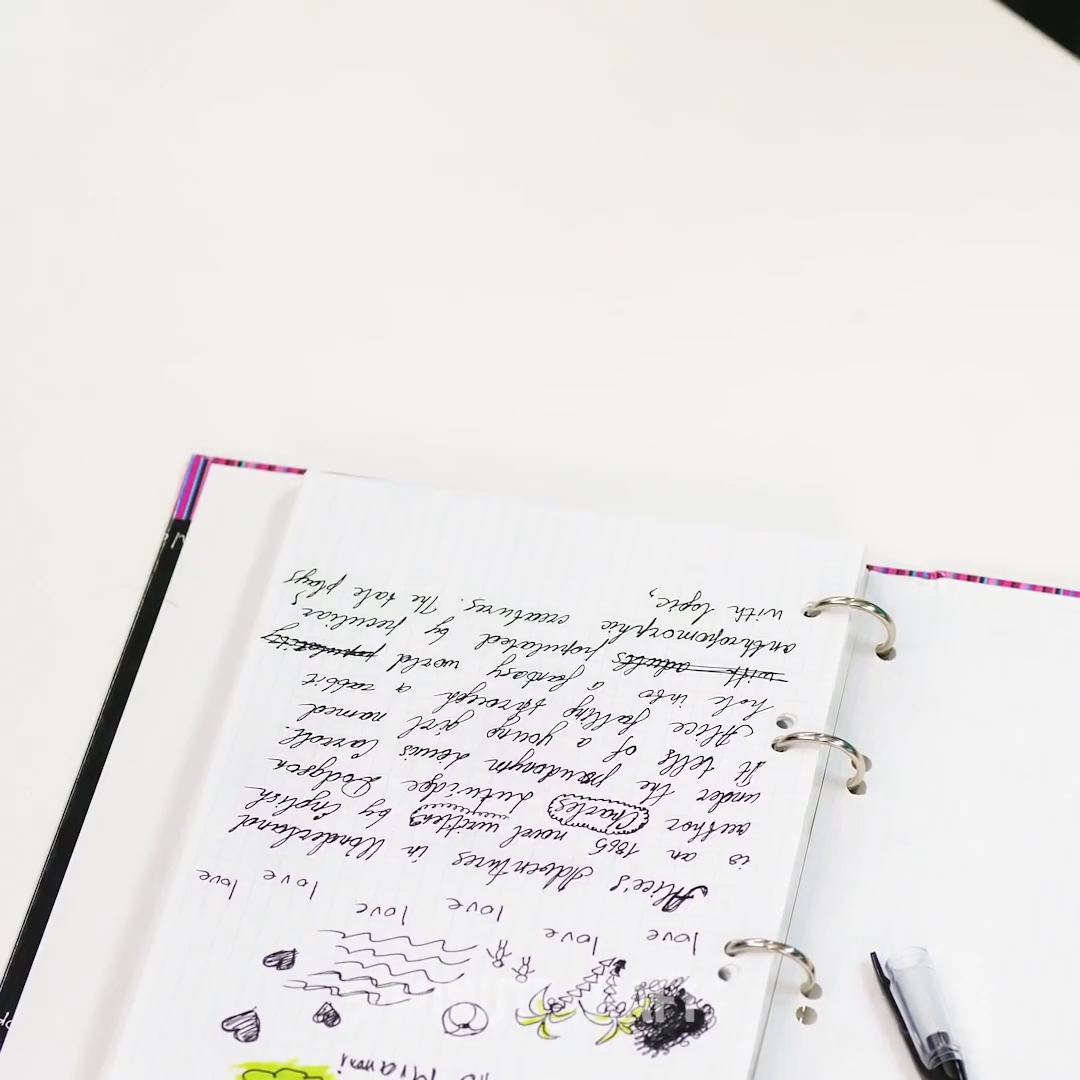 love love love love love love
Alice's Adventures in Wonderland
is an 1865 novel written by English
author Charles Lutwidge Dodgson
under the pseudonym Lewis Carroll.
It tells of a young girl named
Alice falling through a rabbit
hole into a fantasy world
with adults populated by peculiar
anthropomorphic creatures. The tale plays
with logic,